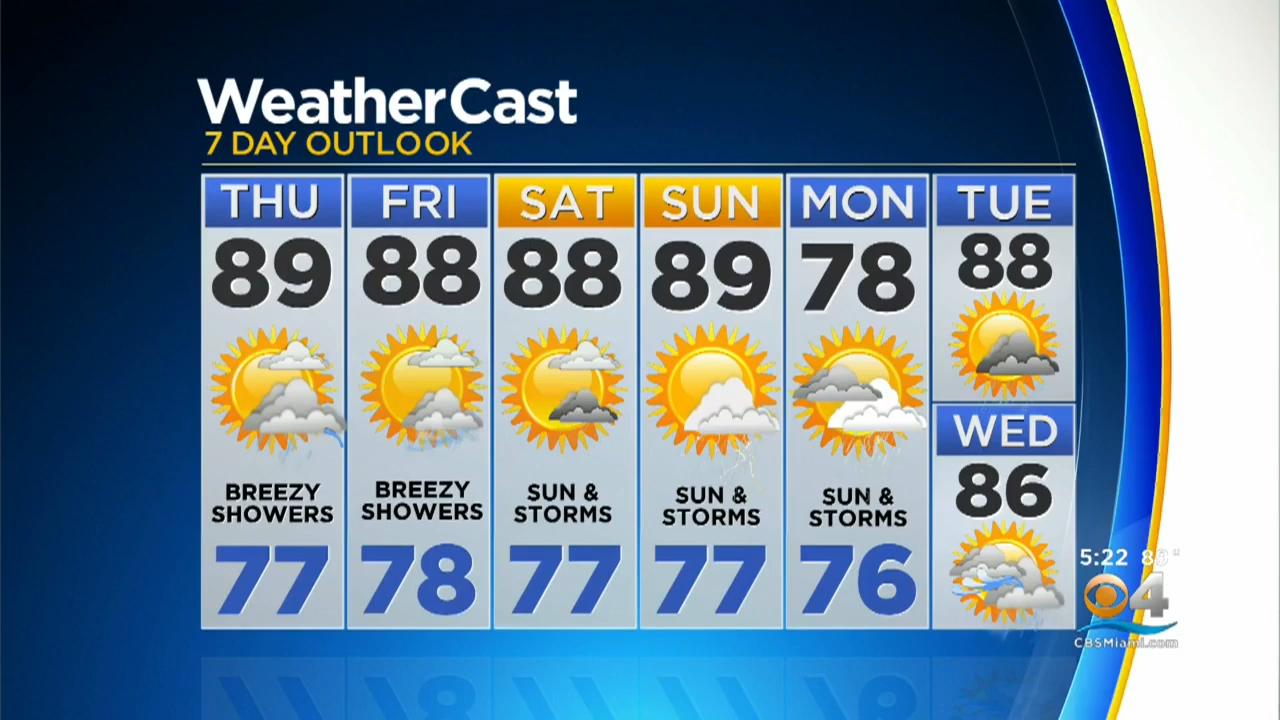 WeatherCast
7 DAY OUTLOOK
THU
89
BREEZY
SHOWERS
77
FRI
88
BREEZY
SHOWERS
78
SAT
88
SUN &
STORMS
77
SUN
89
SUN &
STORMS
77
MON
78
SUN &
STORMS
76
TUE
88
WED
86
5:22
4
CBSMiami.com